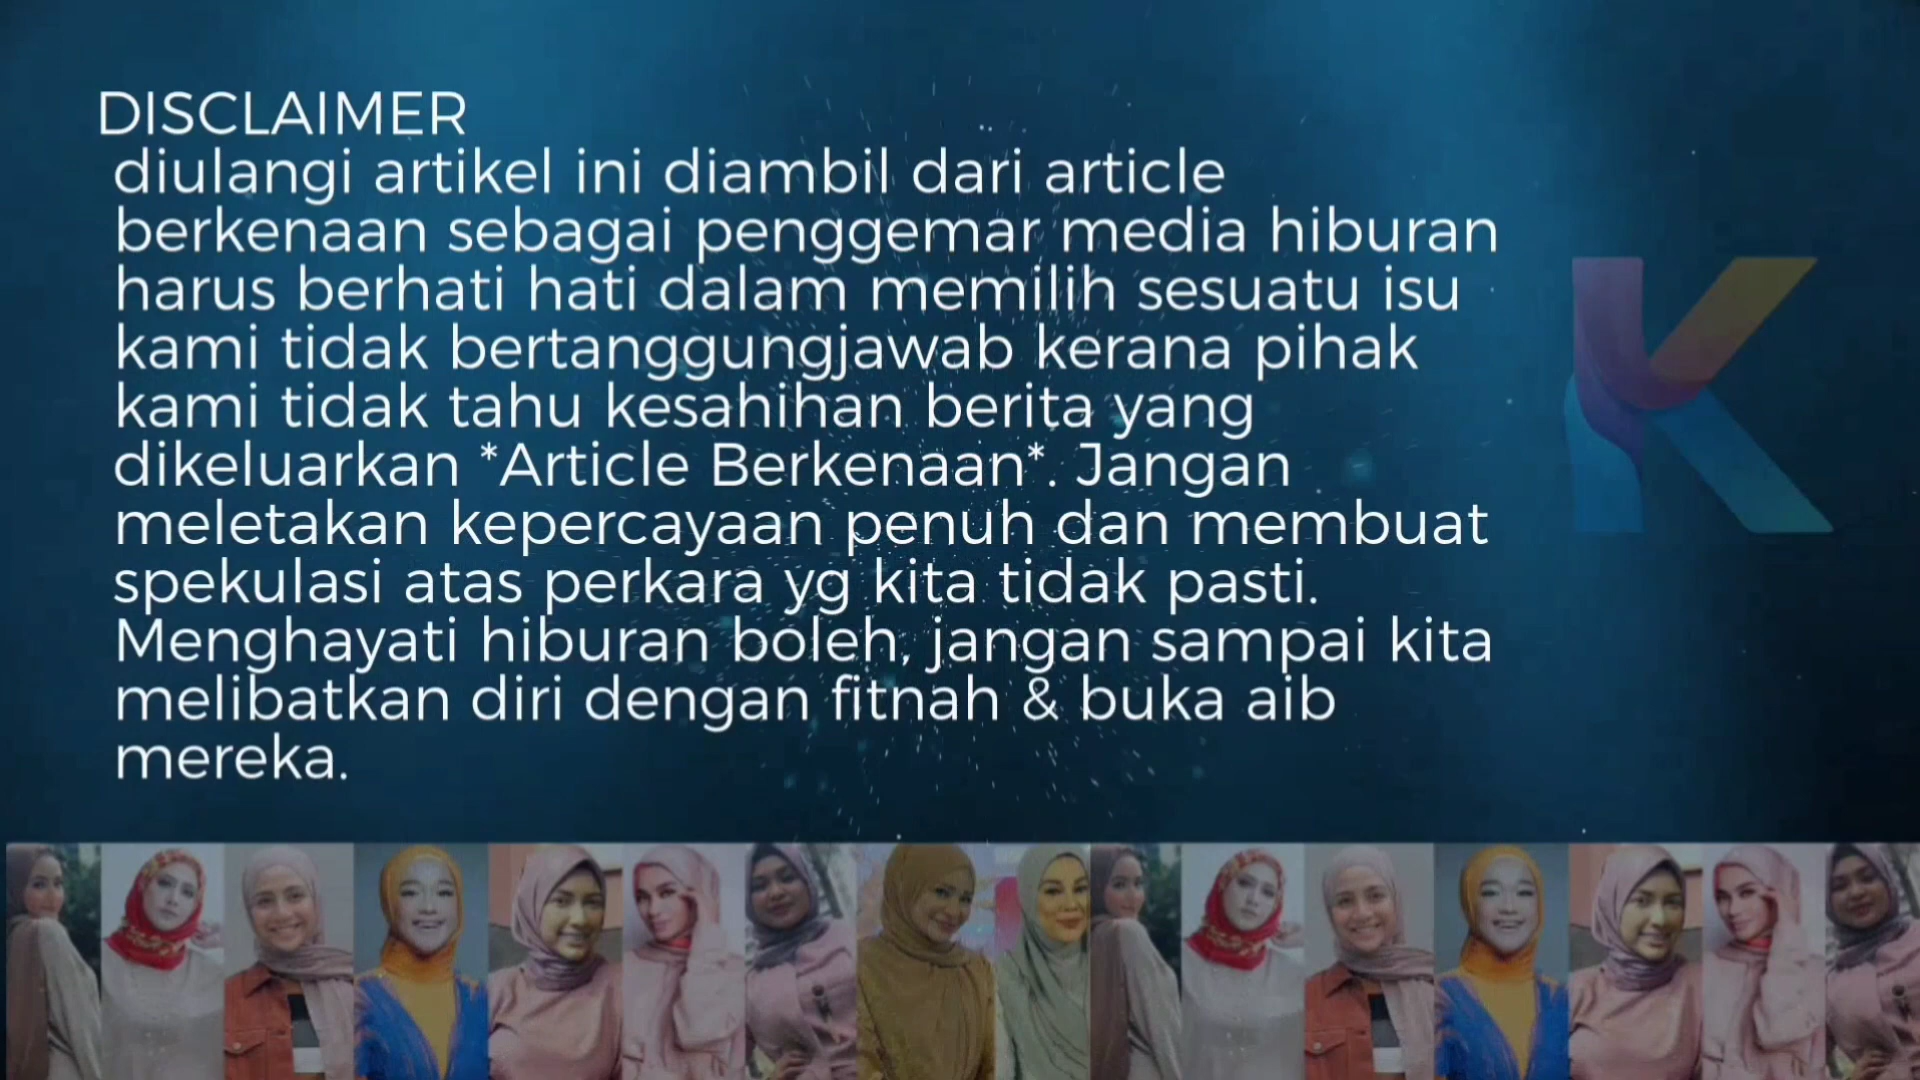 DISCLAIMER
diulangi artikel ini diambil dari article
berkenaan sebagai penggemar media hiburan
harus berhati hati dalam memilih sesuatu isu
kami tidak bertanggungjawab kerana pihak
kami tidak tahu kesahihan berita yang
dikeluarkan *Article Berkenaan*. Jangan
meletakan kepercayaan penuh dan membuat
spekulasi atas perkara yg kita tidak pasti.
Menghayati hiburan boleh, jangan sampai kita
melibatkan diri dengan fitnah & buka aib
mereka.
K